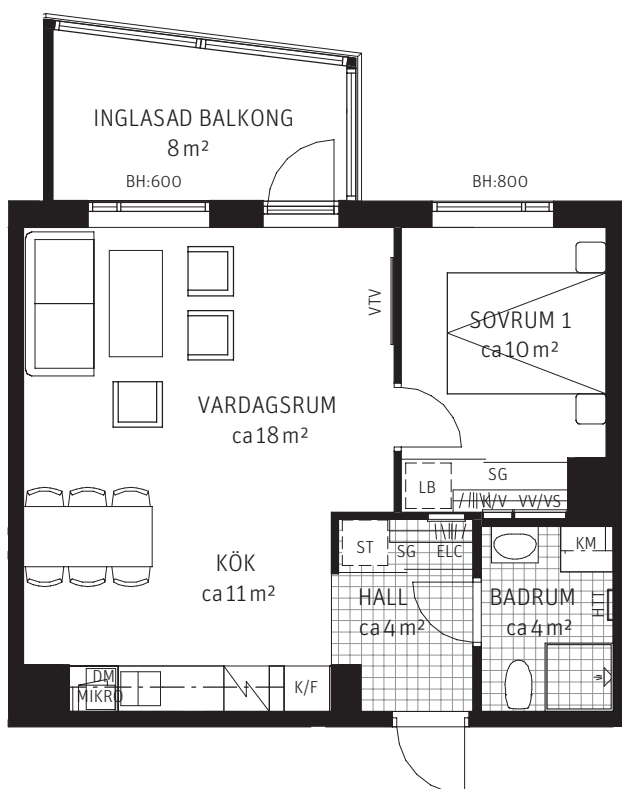 INGLASAD BALKONG
8 m²
BH:600
BH:800
VTV
SOVRUM 1
ca 10 m²
VARDAGSRUM
ca 18 m²
LB
SG
K/V
VV/VS
KÖK
ca 11 m²
ST
SG
ELC
KM
HALL
ca 4 m²
BADRUM
ca 4 m²
HTT
DM
MIKRO
K/F